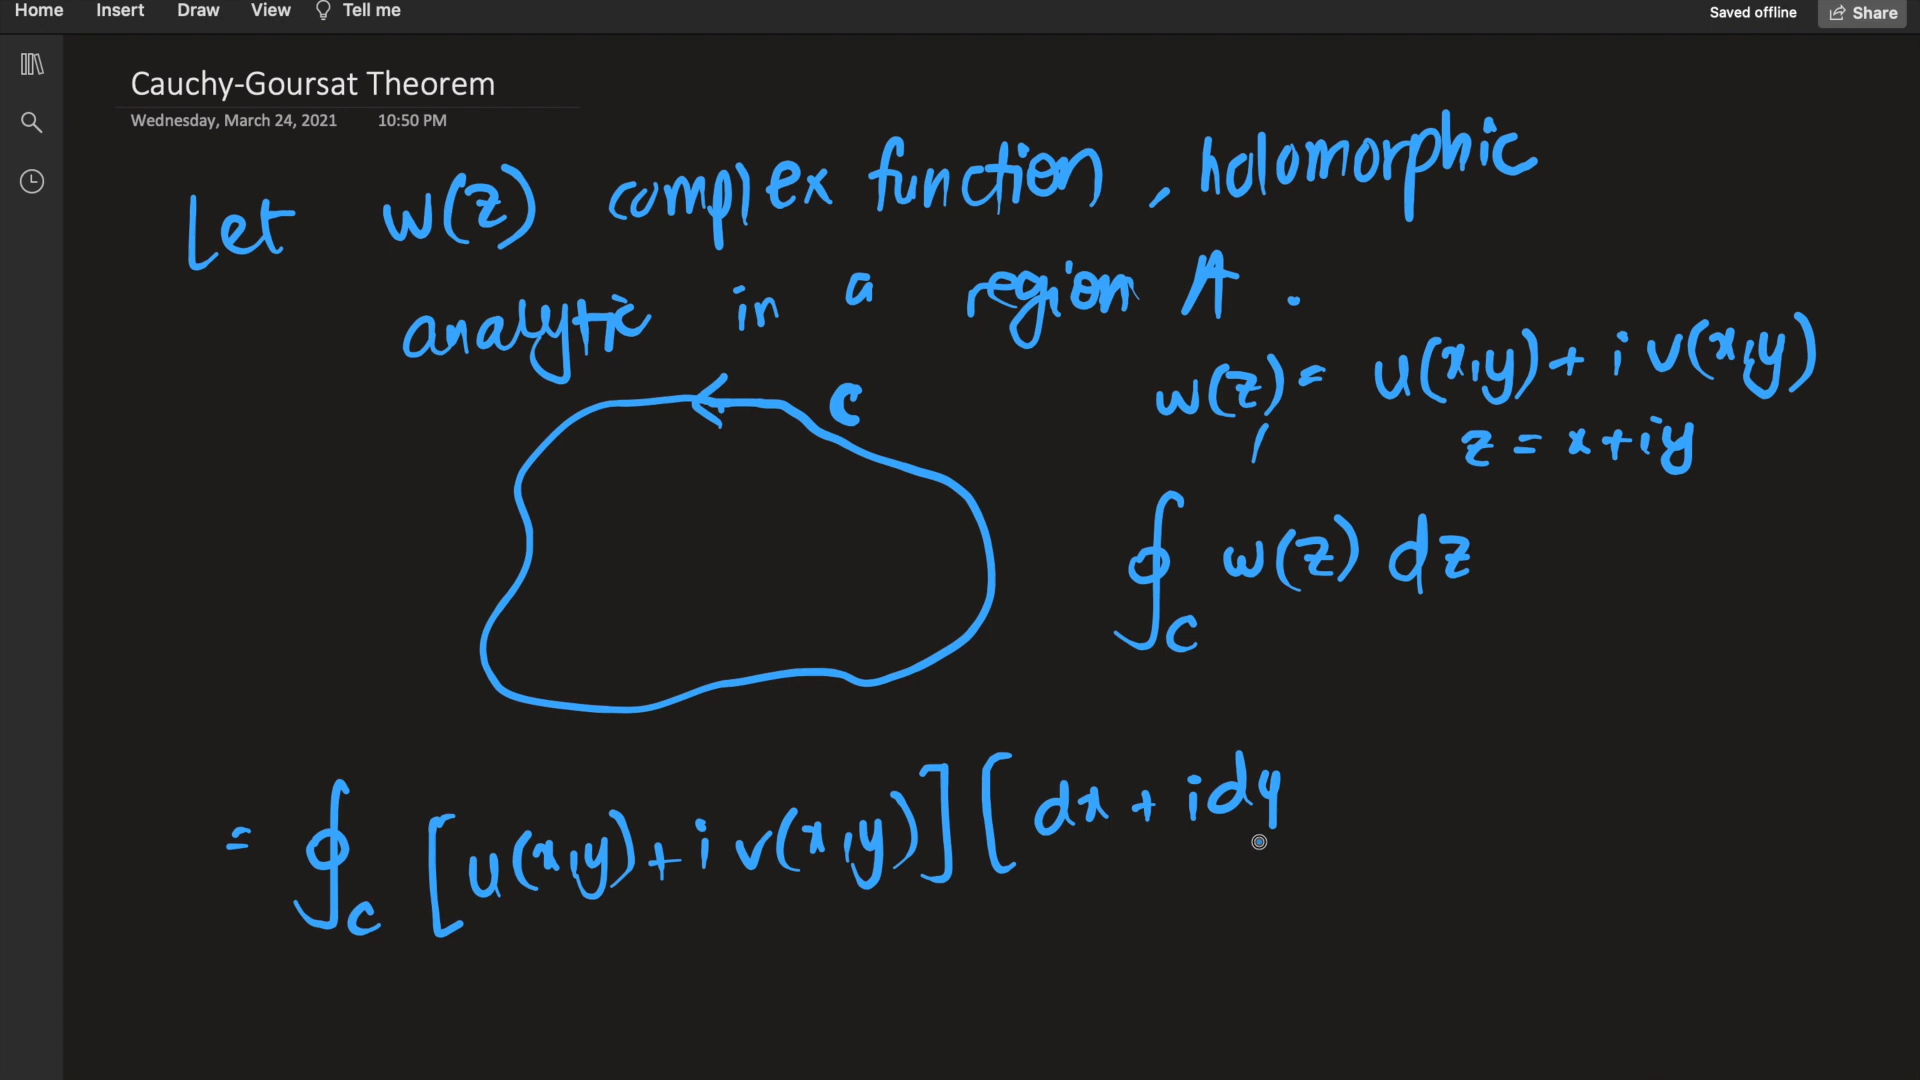 Home Insert Draw View Tell me Saved offline Share
Cauchy-Goursat Theorem
Wednesday, March 24, 2021 10:50 PM
Let w(z) complex function, holomorphic
analytic in a region A.
w(z) = u(x,y) + i v(x,y)
z = x + iy
C
∮_C w(z) dz
= ∮_C [u(x,y) + i v(x,y)] [dx + idy